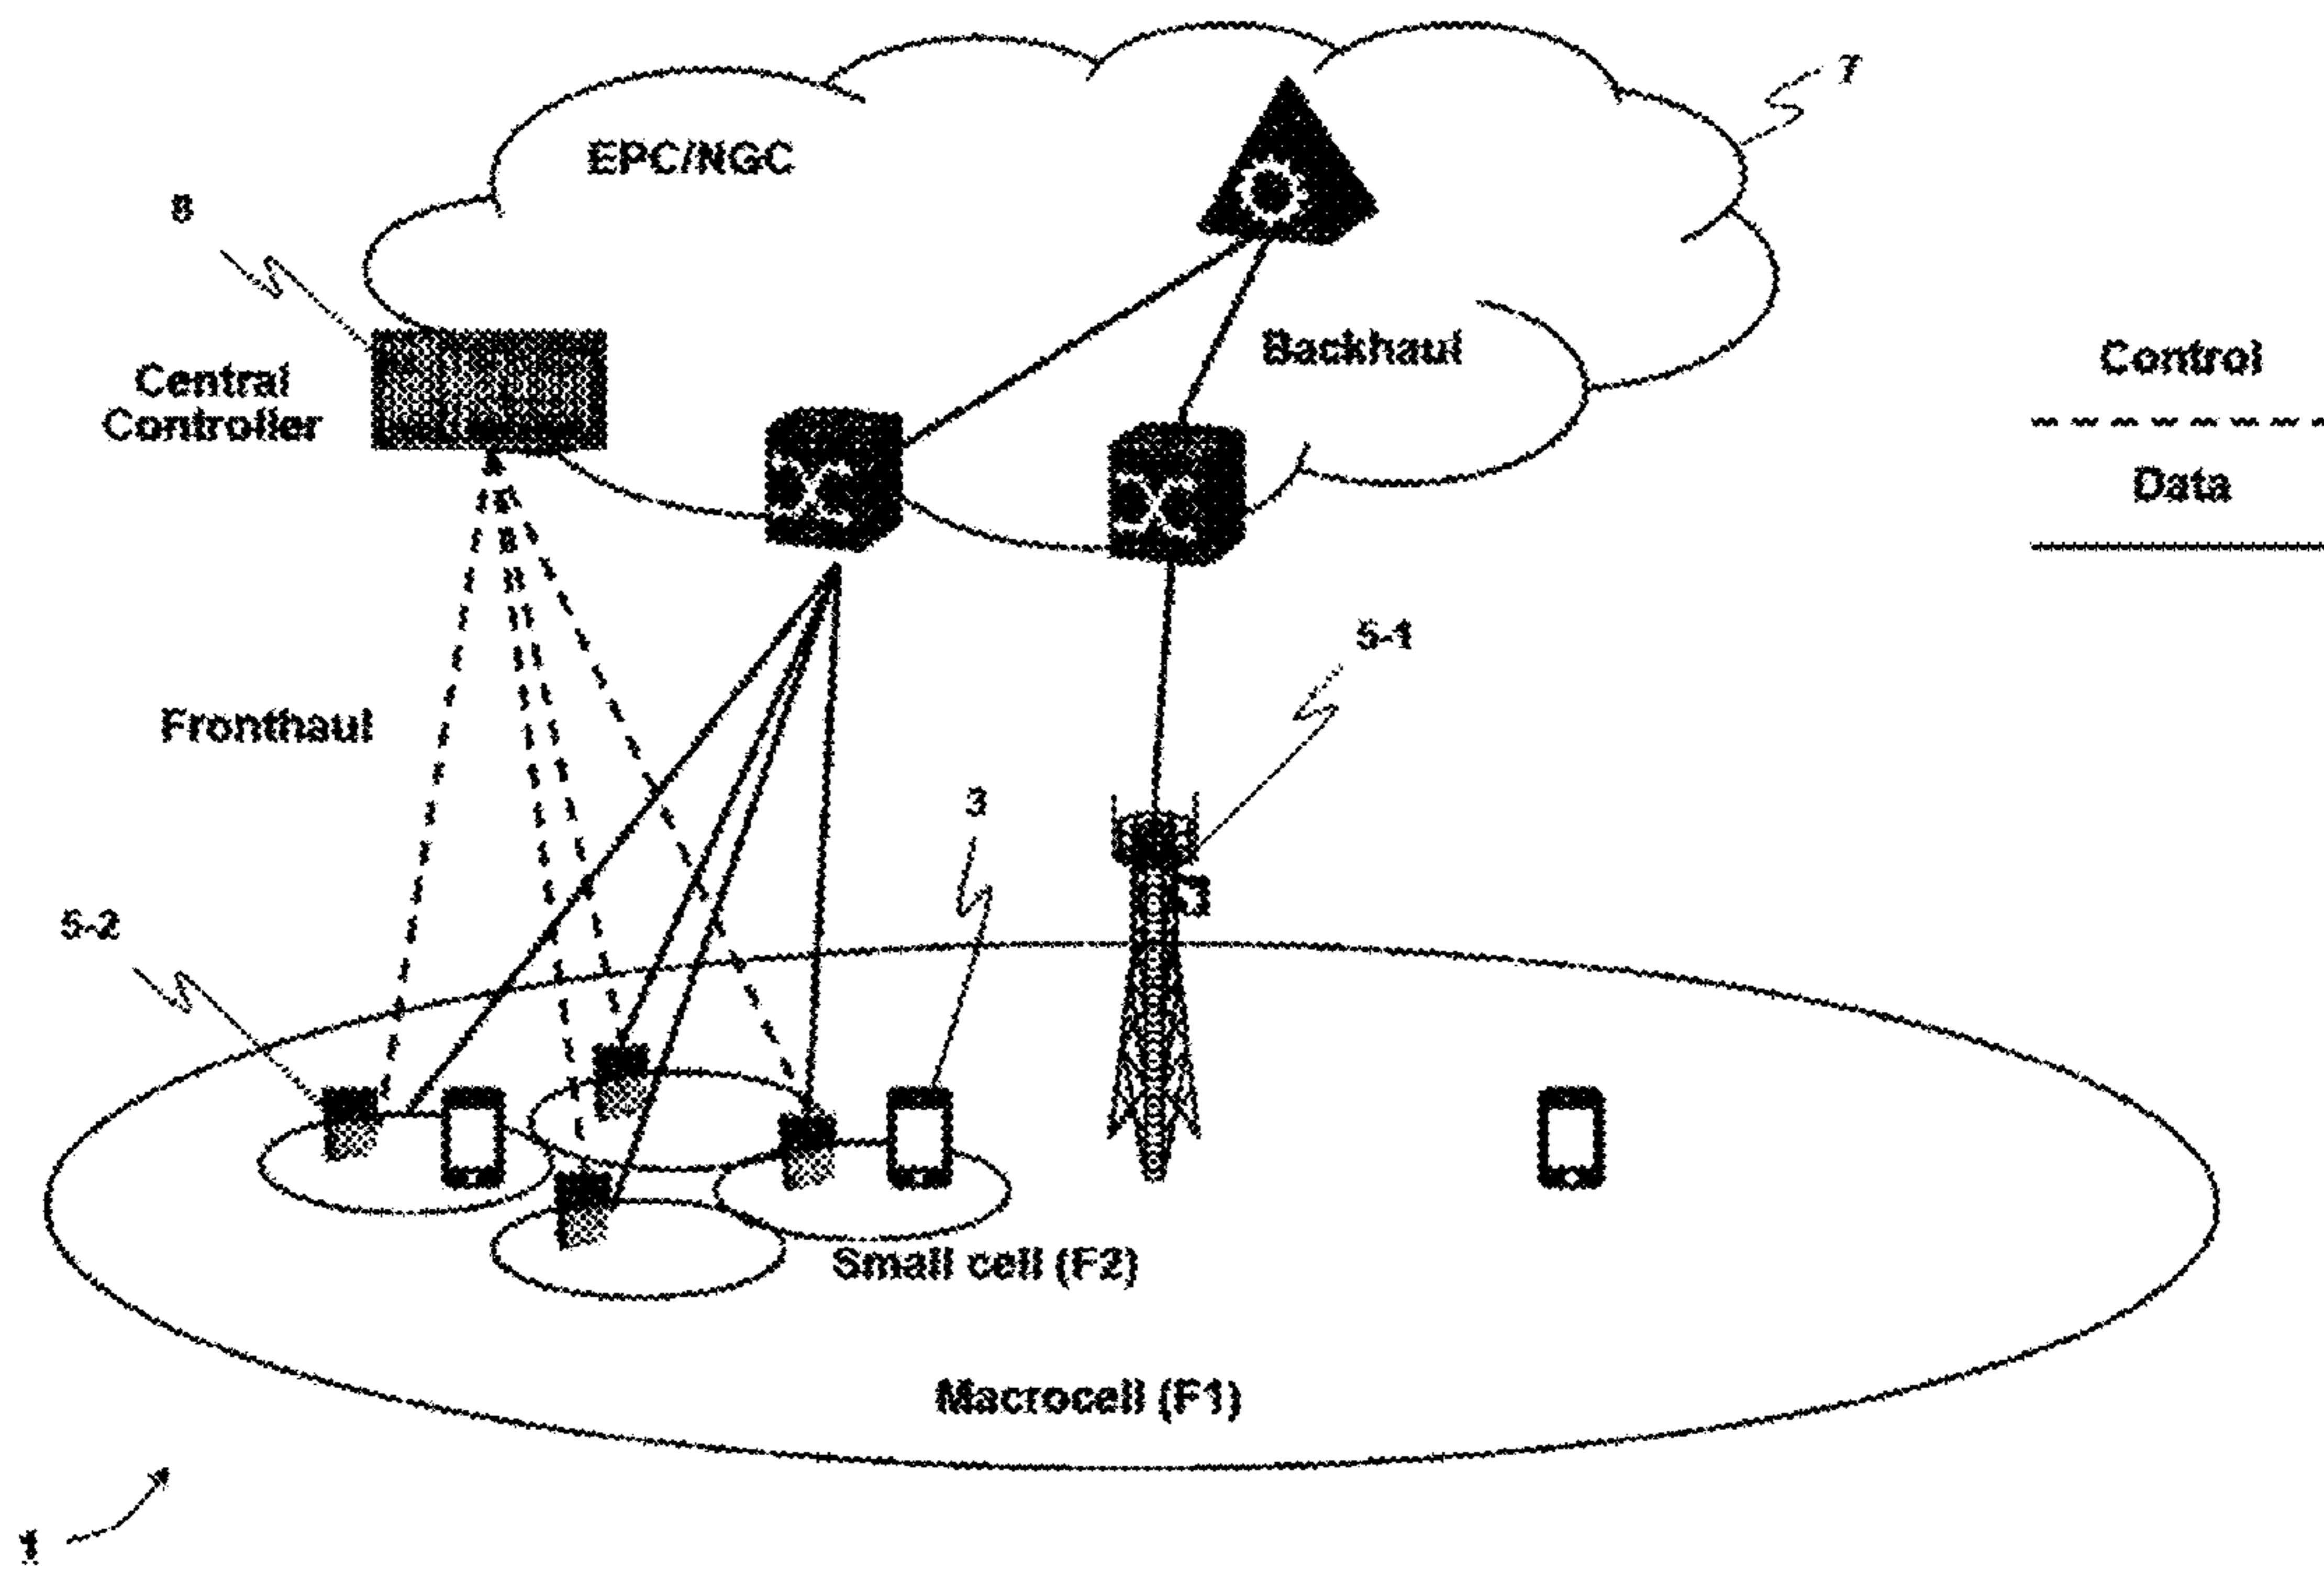 7
EPC/NGC
8
Backhaul
Control
Central
Controller
Data
5-1
Fronthaul
3
5-2
Small cell (F2)
Macrocell (F1)
1